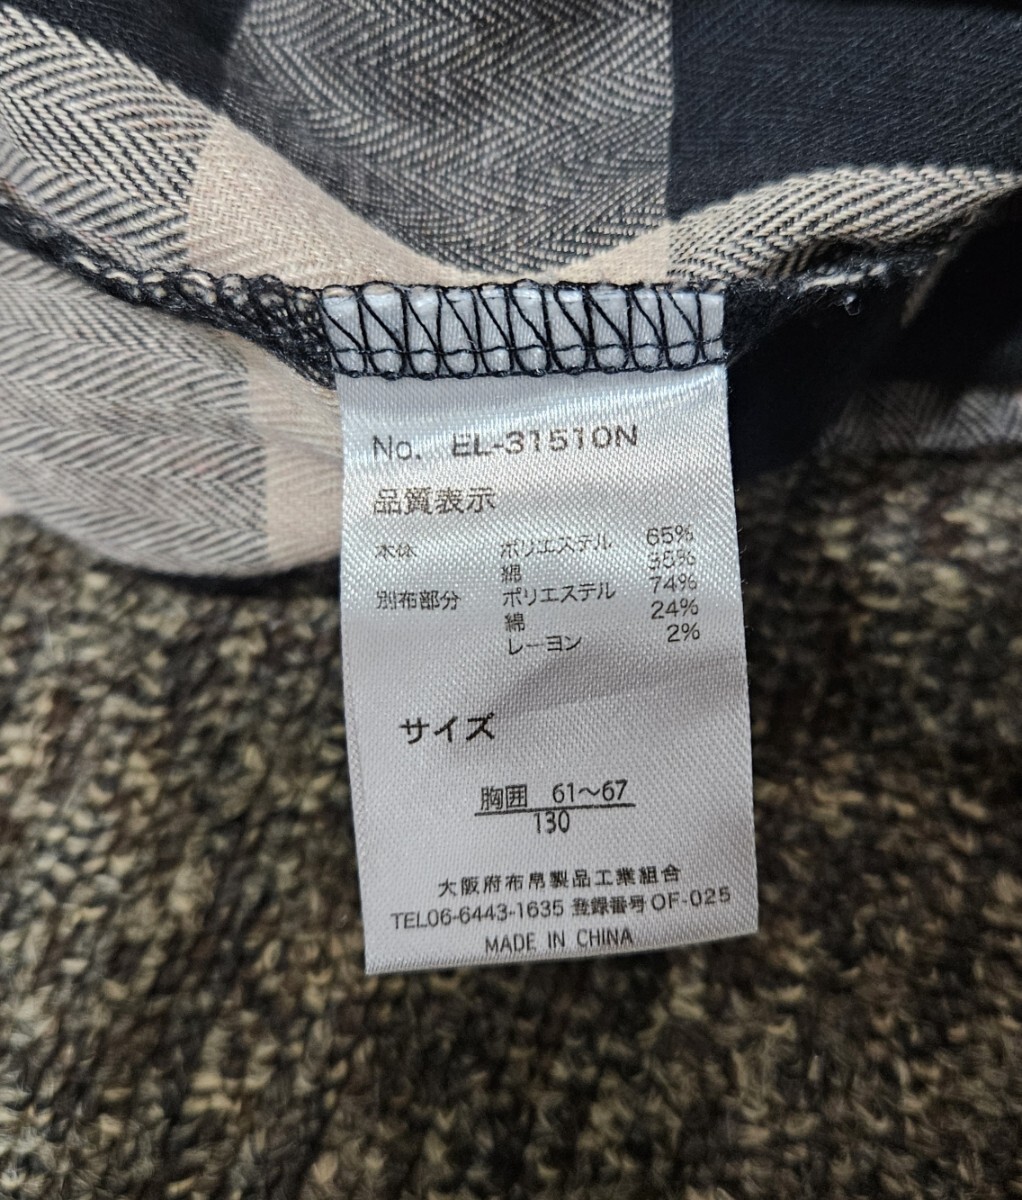 No. EL-31510N
品質表示
本体 ポリエステル 65%
綿 35%
別布部分 ポリエステル 74%
綿 24%
レーヨン 2%
サイズ
胸囲 61～67
130
大阪府布帛製品工業組合
TEL06-6443-1635 登録番号OF-025
MADE IN CHINA